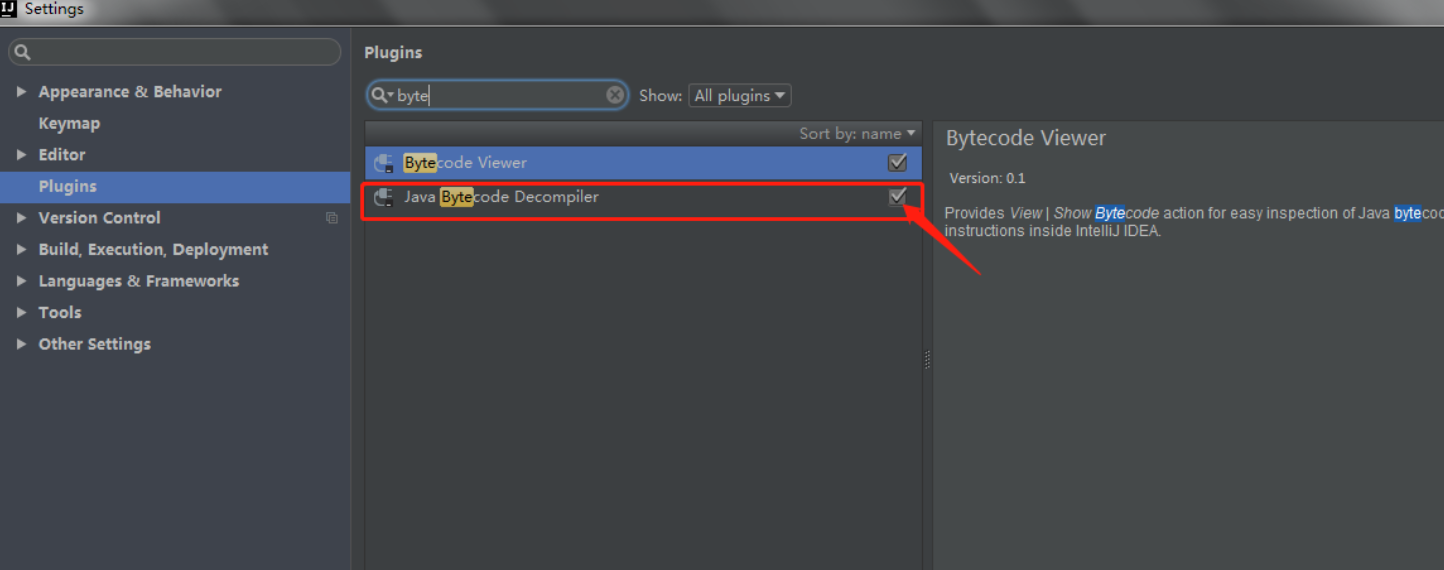 IJ Settings
Plugins
byte Show: All plugins
Appearance & Behavior
Keymap
Editor
Plugins
Version Control
Build, Execution, Deployment
Languages & Frameworks
Tools
Other Settings
Sort by: name
Bytecode Viewer
Java Bytecode Decompiler
Bytecode Viewer
Version: 0.1
Provides View | Show Bytecode action for easy inspection of Java bytecod
instructions inside IntelliJ IDEA.